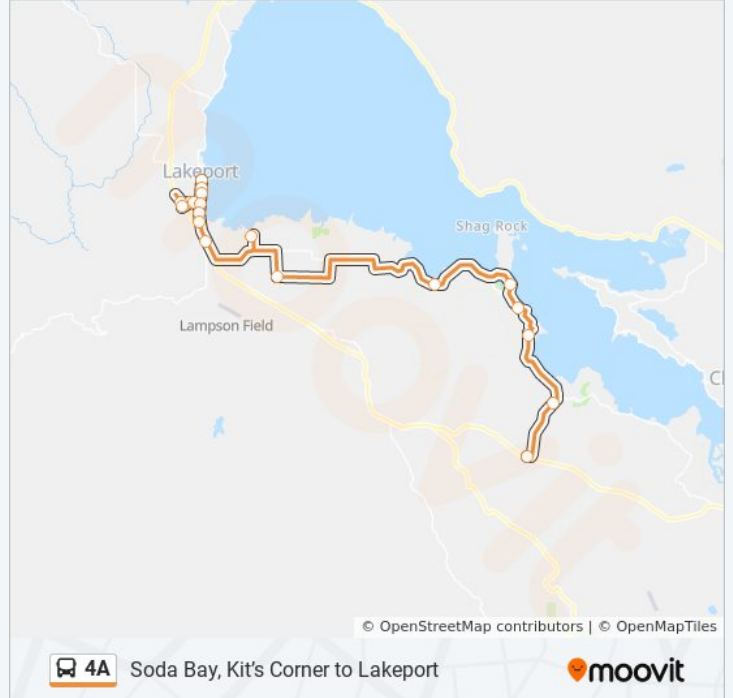 Lakeport
Shag Rock
Lampson Field
Cl
© OpenStreetMap contributors | © OpenMapTiles
4A Soda Bay, Kit's Corner to Lakeport
moovit